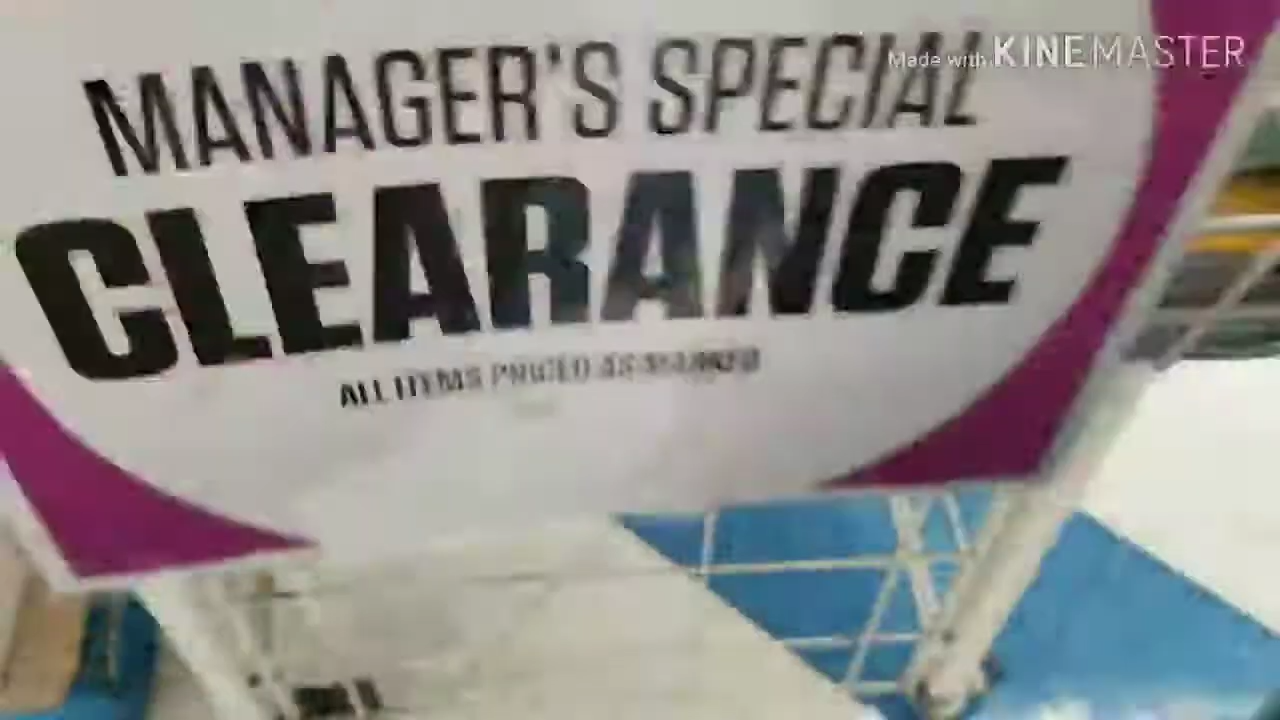 Made with KINEMASTER
MANAGER'S SPECIAL
CLEARANCE
ALL ITEMS PRICED AS MARKED